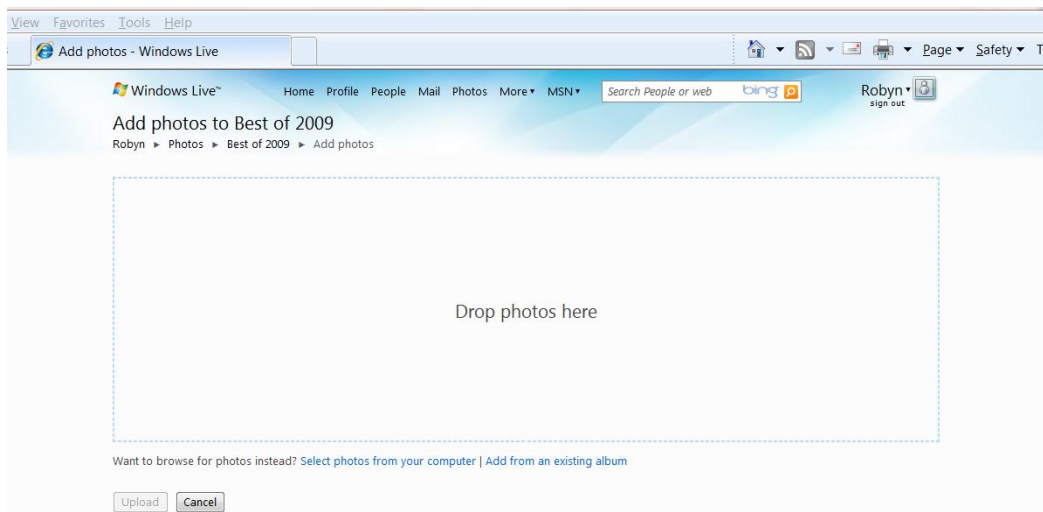 View Favorites Tools Help
Add photos - Windows Live
Page Safety T
Windows Live™ Home Profile People Mail Photos More MSN Search People or web bing Robyn
sign out
Add photos to Best of 2009
Robyn ▸ Photos ▸ Best of 2009 ▸ Add photos
Drop photos here
Want to browse for photos instead? Select photos from your computer | Add from an existing album
Upload Cancel